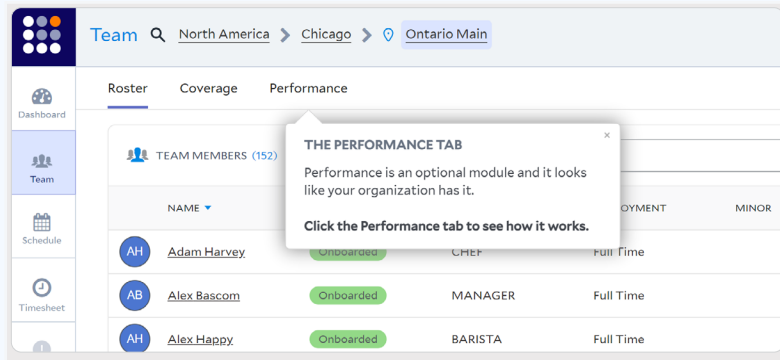 Team North America Chicago Ontario Main
Roster Coverage Performance
Dashboard
Team
Schedule
Timesheet
TEAM MEMBERS (152)
THE PERFORMANCE TAB ×
Performance is an optional module and it looks
like your organization has it.
Click the Performance tab to see how it works.
NAME OYMENT MINOR
AH Adam Harvey Onboarded CHEF Full Time
AB Alex Bascom Onboarded MANAGER Full Time
AH Alex Happy Onboarded BARISTA Full Time